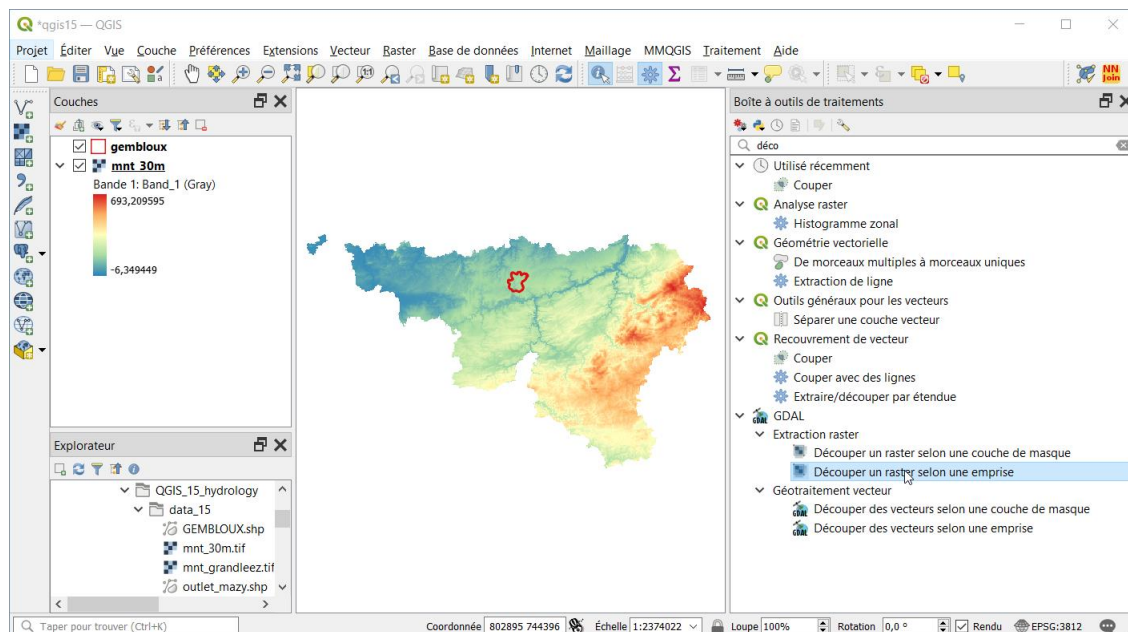 *qgis15 — QGIS
Projet Éditer Vue Couche Préférences Extensions Vecteur Raster Base de données Internet Maillage MMQGIS Traitement Aide
NN
Join
Couches
gembloux
mnt_30m
Bande 1: Band_1 (Gray)
693,209595
-6,349449
Explorateur
QGIS_15_hydrology
data_15
GEMBLOUX.shp
mnt_30m.tif
mnt_grandleez.tif
outlet_mazy.shp
Boîte à outils de traitements
déco
Utilisé récemment
Couper
Analyse raster
Histogramme zonal
Géométrie vectorielle
De morceaux multiples à morceaux uniques
Extraction de ligne
Outils généraux pour les vecteurs
Séparer une couche vecteur
Recouvrement de vecteur
Couper
Couper avec des lignes
Extraire/découper par étendue
GDAL
Extraction raster
Découper un raster selon une couche de masque
Découper un raster selon une emprise
Géotraitement vecteur
Découper des vecteurs selon une couche de masque
Découper des vecteurs selon une emprise
Taper pour trouver (Ctrl+K) Coordonnée 802895 744396 Échelle 1:2374022 Loupe 100% Rotation 0,0 ° Rendu EPSG:3812